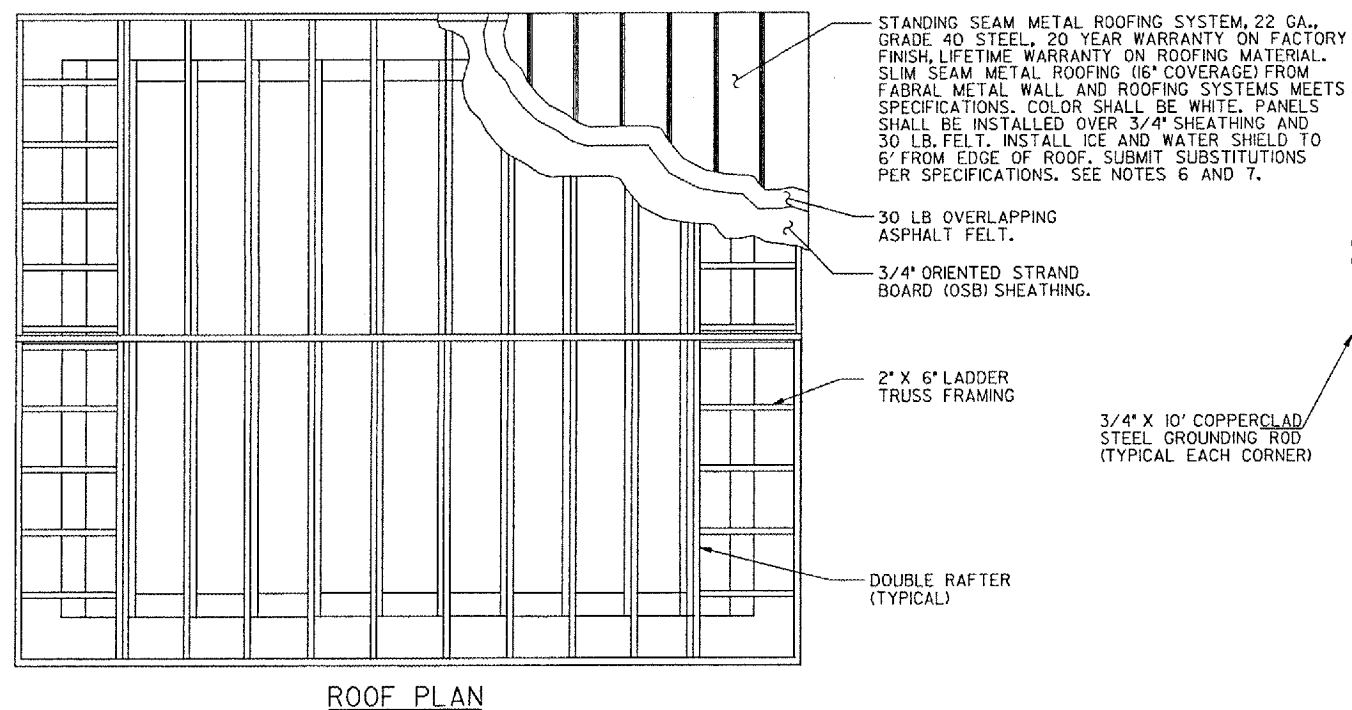 STANDING SEAM METAL ROOFING SYSTEM, 22 GA.,
GRADE 40 STEEL, 20 YEAR WARRANTY ON FACTORY
FINISH, LIFETIME WARRANTY ON ROOFING MATERIAL.
SLIM SEAM METAL ROOFING (16" COVERAGE) FROM
FABRAL METAL WALL AND ROOFING SYSTEMS MEETS
SPECIFICATIONS. COLOR SHALL BE WHITE. PANELS
SHALL BE INSTALLED OVER 3/4" SHEATHING AND
30 LB. FELT. INSTALL ICE AND WATER SHIELD TO
6' FROM EDGE OF ROOF. SUBMIT SUBSTITUTIONS
PER SPECIFICATIONS. SEE NOTES 6 AND 7.
30 LB OVERLAPPING
ASPHALT FELT.
3/4" ORIENTED STRAND
BOARD (OSB) SHEATHING.
2" X 6" LADDER
TRUSS FRAMING
3/4" X 10' COPPERCLAD
STEEL GROUNDING ROD
(TYPICAL EACH CORNER)
DOUBLE RAFTER
(TYPICAL)
ROOF PLAN